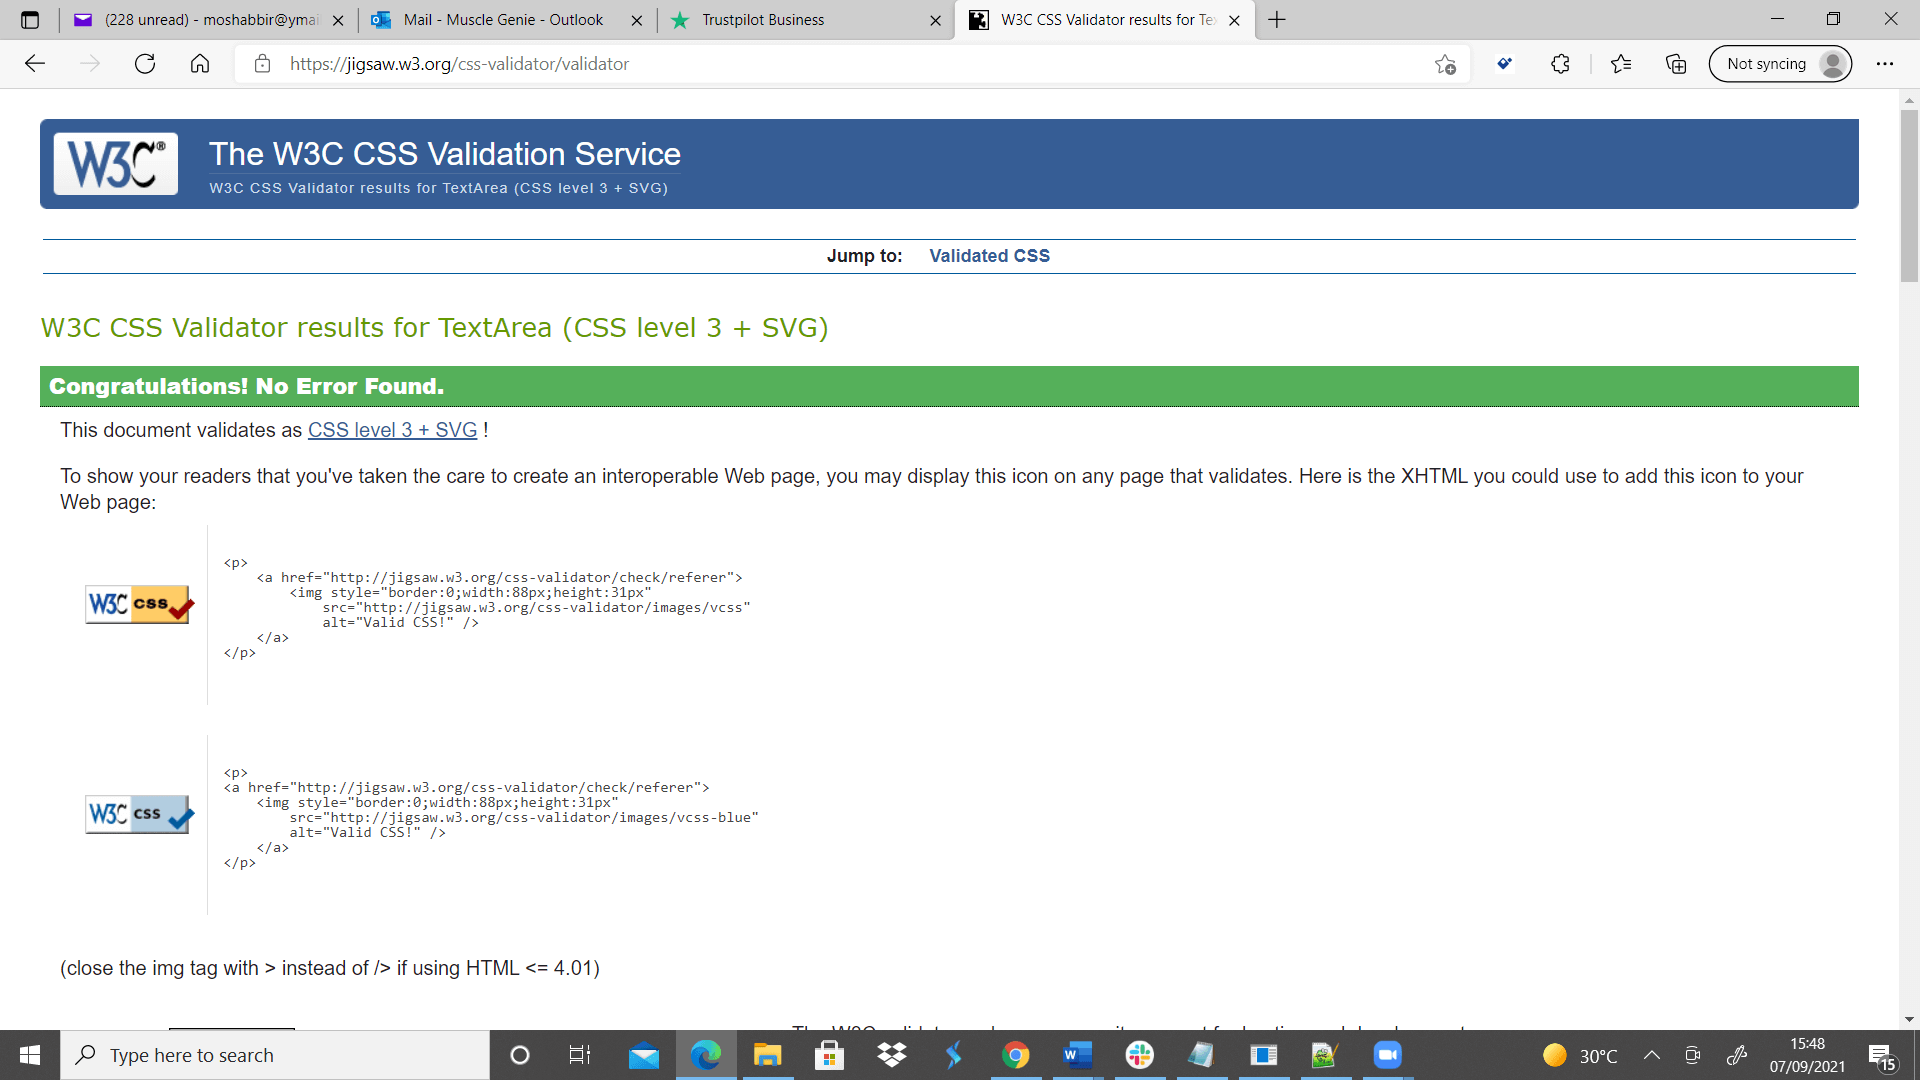 (228 unread) - moshabbir@ymai
Mail - Muscle Genie - Outlook
Trustpilot Business
W3C CSS Validator results for Te
https://jigsaw.w3.org/css-validator/validator
Not syncing
W3C®
The W3C CSS Validation Service
W3C CSS Validator results for TextArea (CSS level 3 + SVG)
Jump to: Validated CSS
W3C CSS Validator results for TextArea (CSS level 3 + SVG)
Congratulations! No Error Found.
This document validates as CSS level 3 + SVG !
To show your readers that you've taken the care to create an interoperable Web page, you may display this icon on any page that validates. Here is the XHTML you could use to add this icon to your
Web page:
W3C css
<p>
<a href="http://jigsaw.w3.org/css-validator/check/referer">
<img style="border:0;width:88px;height:31px"
src="http://jigsaw.w3.org/css-validator/images/vcss"
alt="Valid CSS!" />
</a>
</p>
W3C css
<p>
<a href="http://jigsaw.w3.org/css-validator/check/referer">
<img style="border:0;width:88px;height:31px"
src="http://jigsaw.w3.org/css-validator/images/vcss-blue"
alt="Valid CSS!" />
</a>
</p>
(close the img tag with > instead of /> if using HTML <= 4.01)
Type here to search
30°C
15:48
07/09/2021
15